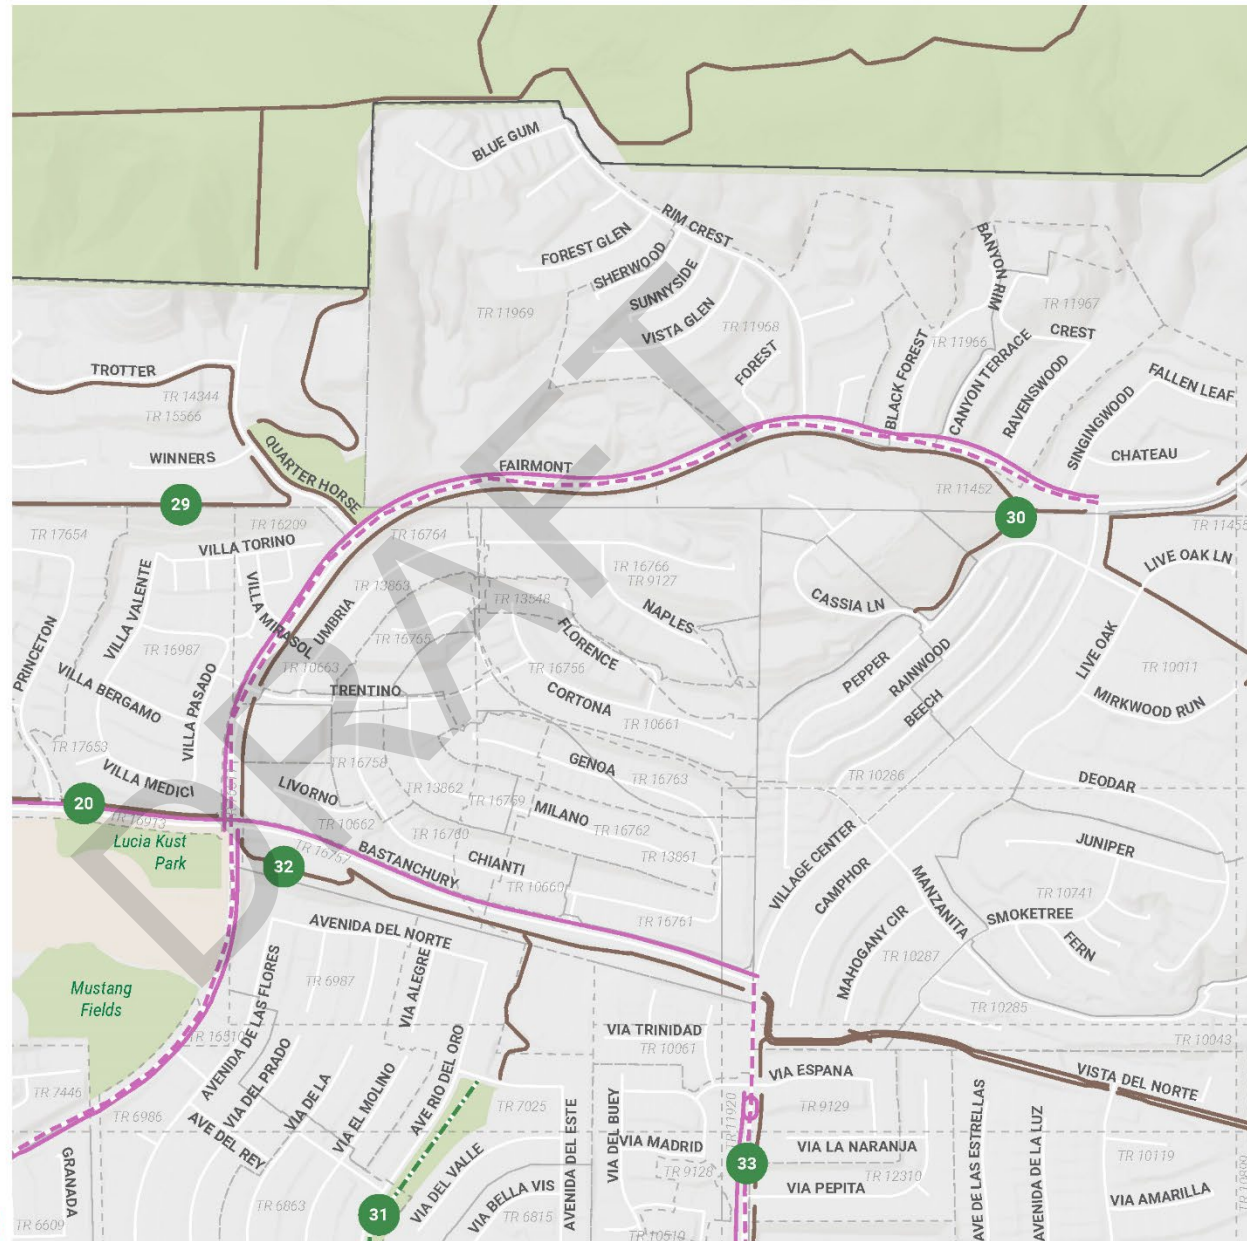 BLUE GUM
RIM CREST
FOREST GLEN
SHERWOOD
SUNNYSIDE
VISTA GLEN
FOREST
TR 11969
TR 11968
BANYON RIM
TR 11967
CREST
TR 11966
BLACK FOREST
CANYON TERRACE
RAVENSWOOD
SINGINGWOOD
FALLEN LEAF
CHATEAU
TROTTER
TR 14344
TR 15566
WINNERS
QUARTER HORSE
FAIRMONT
29
TR 11452
30
TR 17654
TR 16209
VILLA TORINO
TR 16764
TR 11455
LIVE OAK LN
VILLA VALENTE
VILLA MIRASOL
UMBRIA
TR 13863
TR 13548
TR 16766
TR 9127
NAPLES
CASSIA LN
PRINCETON
TR 16987
TR 16765
FLORENCE
TR 16756
TR 10663
TRENTINO
CORTONA
TR 10661
PEPPER
RAINWOOD
BEECH
LIVE OAK
TR 10011
MIRKWOOD RUN
VILLA BERGAMO
VILLA PASADO
TR 17653
VILLA MEDICI
TR 16758
GENOA
TR 16763
TR 10286
DEODAR
20
TR 16913
LIVORNO
TR 13862
TR 16759
MILANO
TR 16762
TR 10662
TR 16760
TR 13861
Lucia Kust
Park
32
TR 16757
BASTANCHURY
CHIANTI
TR 10660
TR 16761
VILLAGE CENTER
CAMPHOR
MANZANITA
JUNIPER
TR 10741
SMOKETREE
FERN
MAHOGANY CIR
TR 10287
TR 10285
TR 10043
Mustang
Fields
AVENIDA DEL NORTE
TR 6987
VIA ALEGRE
AVENIDA DE LAS FLORES
TR 16310
VIA DEL PRADO
VIA DE LA
VIA EL MOLINO
AVE RIO DEL ORO
AVE DEL REY
TR 7446
TR 6986
VIA TRINIDAD
TR 10061
VIA ESPANA
VISTA DEL NORTE
TR 7025
VIA DEL BUEY
TR 11920
TR 9129
VIA MADRID
VIA LA NARANJA
TR 9128
33
VIA PEPITA
TR 12310
AVE DE LAS ESTRELLAS
AVENIDA DE LA LUZ
TR 10119
VIA AMARILLA
TR 10899
GRANADA
TR 6609
TR 6863
31
VIA DEL VALLE
VIA BELLA VIS
TR 6815
AVENIDA DEL ESTE
TR 10519
DRAFT